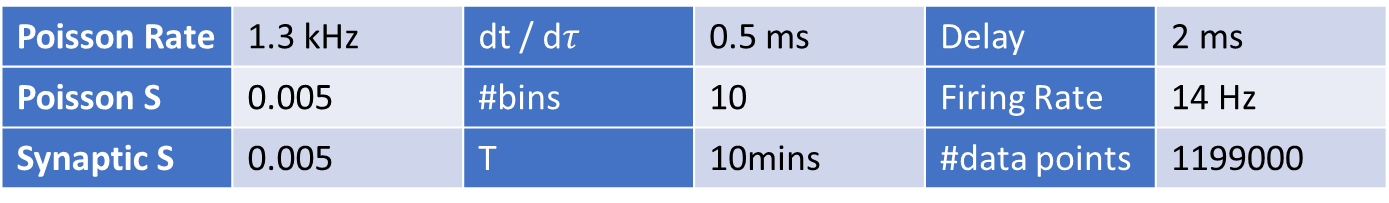 Poisson Rate 1.3 kHz dt / dτ 0.5 ms Delay 2 ms
Poisson S 0.005 #bins 10 Firing Rate 14 Hz
Synaptic S 0.005 T 10mins #data points 1199000